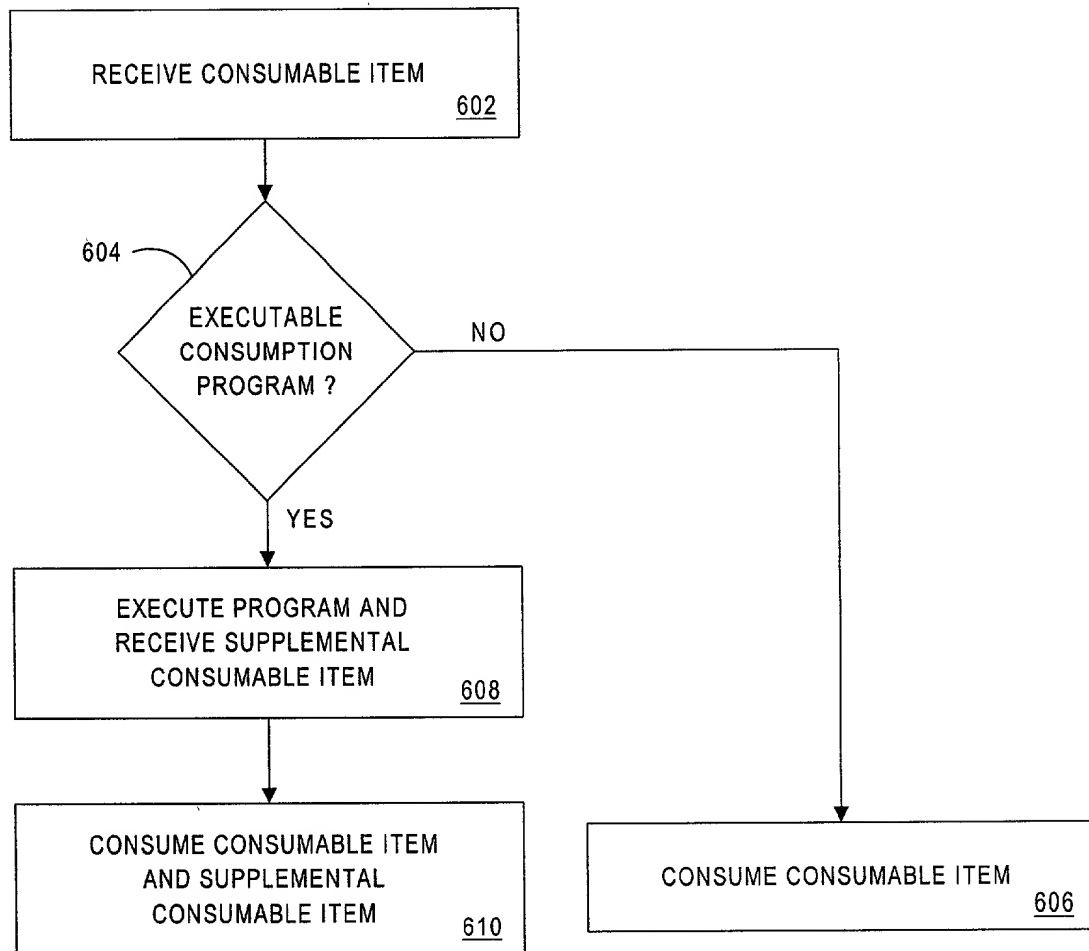 RECEIVE CONSUMABLE ITEM
602
604
EXECUTABLE
CONSUMPTION
PROGRAM ?
NO
YES
EXECUTE PROGRAM AND
RECEIVE SUPPLEMENTAL
CONSUMABLE ITEM
608
CONSUME CONSUMABLE ITEM
AND SUPPLEMENTAL
CONSUMABLE ITEM
610
CONSUME CONSUMABLE ITEM
606